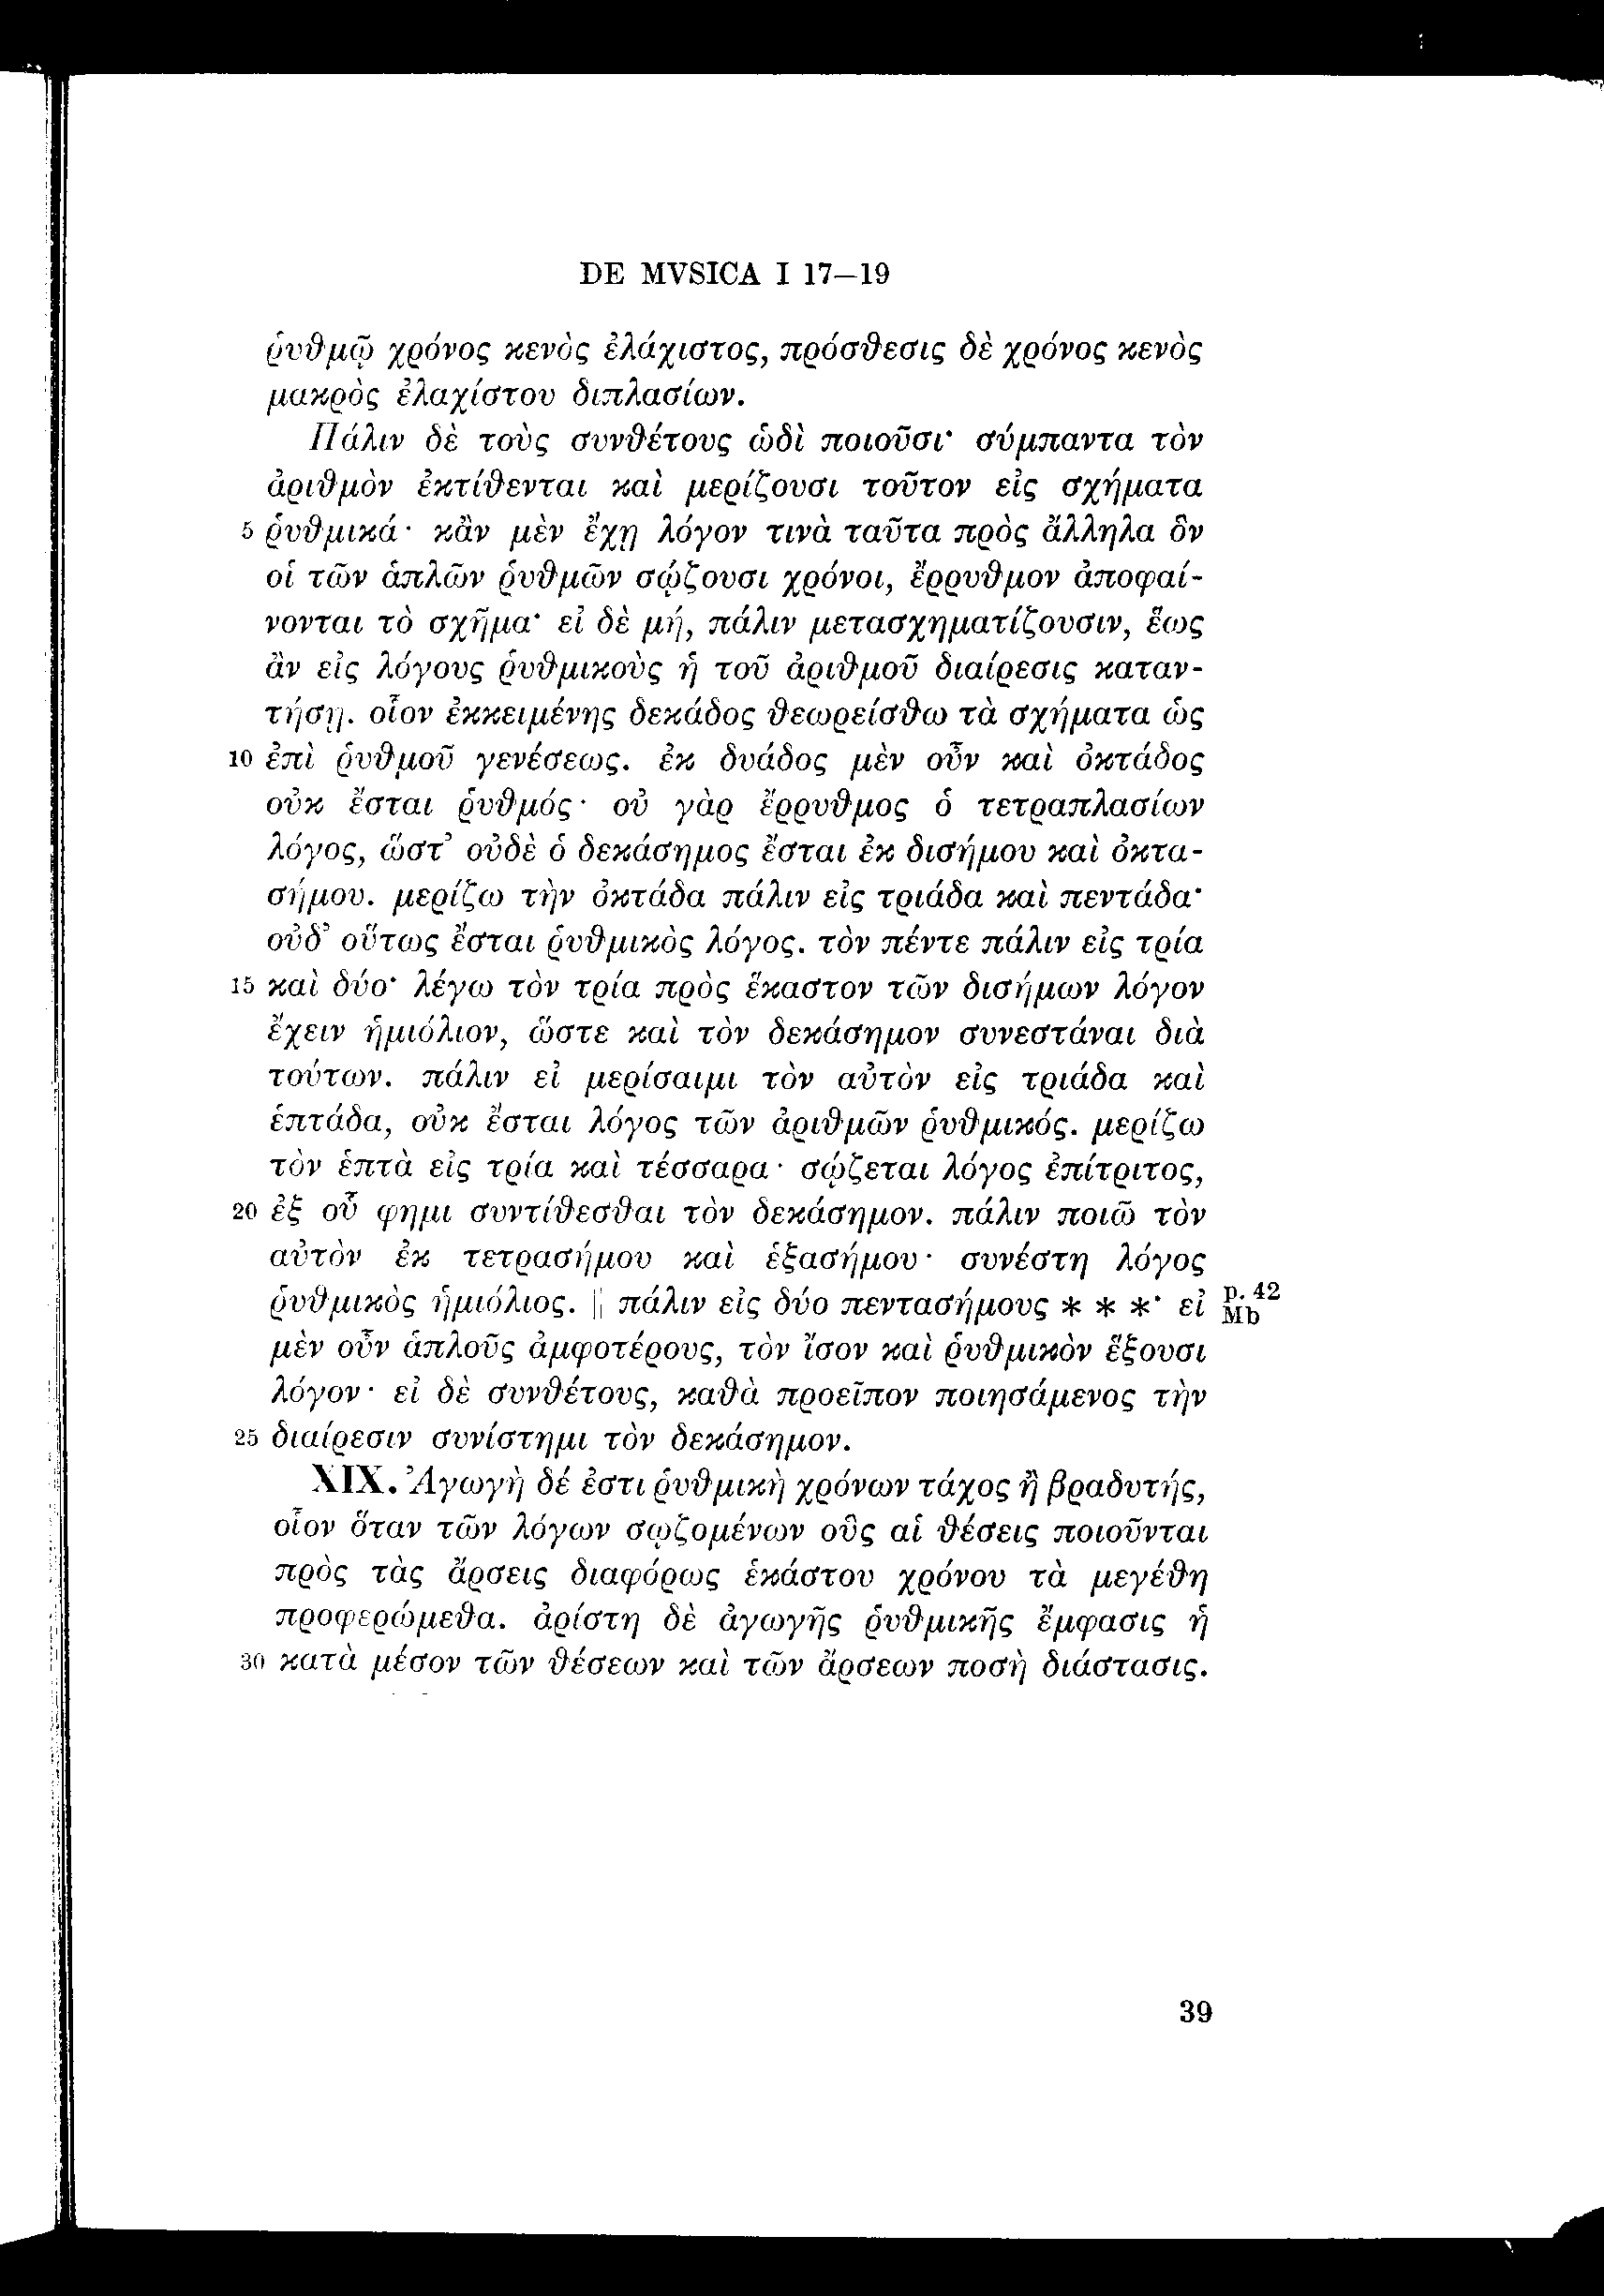 DE MVSICA I 17—19
ῥυθμῷ χρόνος κενὸς ἐλάχιστος, πρόσθεσις δὲ χρόνος κενὸς
μακρὸς ἐλαχίστου διπλασίων.
Πάλιν δὲ τοὺς συνθέτους ὡδὶ ποιοῦσι· σύμπαντα τὸν
ἀριθμὸν ἐκτίθενται καὶ μερίζουσι τοῦτον εἰς σχήματα
5 ῥυθμικά· κἂν μὲν ἔχῃ λόγον τινὰ ταῦτα πρὸς ἄλληλα ὃν
οἱ τῶν ἁπλῶν ῥυθμῶν σῴζουσι χρόνοι, ἔρρυθμον ἀποφαί-
νονται τὸ σχῆμα· εἰ δὲ μή, πάλιν μετασχηματίζουσιν, ἕως
ἂν εἰς λόγους ῥυθμικοὺς ἡ τοῦ ἀριθμοῦ διαίρεσις καταν-
τήσῃ. οἷον ἐκκειμένης δεκάδος θεωρείσθω τὰ σχήματα ὡς
10 ἐπὶ ῥυθμοῦ γενέσεως. ἐκ δυάδος μὲν οὖν καὶ ὀκτάδος
οὐκ ἔσται ῥυθμός· οὐ γὰρ ἔρρυθμος ὁ τετραπλασίων
λόγος, ὥστ’ οὐδὲ ὁ δεκάσημος ἔσται ἐκ δισήμου καὶ ὀκτα-
σήμου. μερίζω τὴν ὀκτάδα πάλιν εἰς τριάδα καὶ πεντάδα·
οὐδ’ οὕτως ἔσται ῥυθμικὸς λόγος. τὸν πέντε πάλιν εἰς τρία
15 καὶ δύο· λέγω τὸν τρία πρὸς ἕκαστον τῶν δισήμων λόγον
ἔχειν ἡμιόλιον, ὥστε καὶ τὸν δεκάσημον συνεστάναι διὰ
τούτων. πάλιν εἰ μερίσαιμι τὸν αὐτὸν εἰς τριάδα καὶ
ἑπτάδα, οὐκ ἔσται λόγος τῶν ἀριθμῶν ῥυθμικός. μερίζω
τὸν ἑπτὰ εἰς τρία καὶ τέσσαρα· σῴζεται λόγος ἐπίτριτος,
20 ἐξ οὗ φημι συντίθεσθαι τὸν δεκάσημον. πάλιν ποιῶ τὸν
αὐτὸν ἐκ τετρασήμου καὶ ἑξασήμου· συνέστη λόγος
ῥυθμικὸς ἡμιόλιος. || πάλιν εἰς δύο πεντασήμους * * *· εἰ p. 42 Mb
μὲν οὖν ἁπλοῦς ἀμφοτέρους, τὸν ἴσον καὶ ῥυθμικὸν ἕξουσι
λόγον· εἰ δὲ συνθέτους, καθὰ προεῖπον ποιησάμενος τὴν
25 διαίρεσιν συνίστημι τὸν δεκάσημον.
XIX. Ἀγωγὴ δέ ἐστι ῥυθμικὴ χρόνων τάχος ἢ βραδυτής,
οἷον ὅταν τῶν λόγων σῳζομένων οὓς αἱ θέσεις ποιοῦνται
πρὸς τὰς ἄρσεις διαφόρως ἑκάστου χρόνου τὰ μεγέθη
προφερώμεθα. ἀρίστη δὲ ἀγωγῆς ῥυθμικῆς ἔμφασις ἡ
30 κατὰ μέσον τῶν θέσεων καὶ τῶν ἄρσεων ποσὴ διάστασις.
39